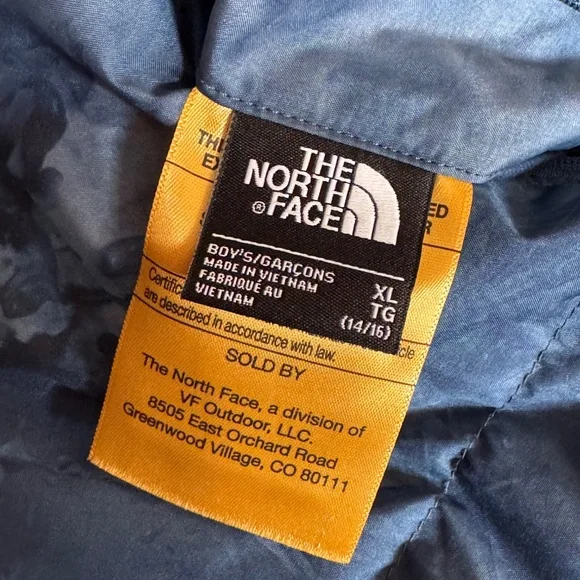 THE
NORTH
®FACE
BOY'S/GARÇONS
MADE IN VIETNAM
FABRIQUÉ AU
VIETNAM
XL
TG
(14/16)
are described in accordance with law.
SOLD BY
The North Face, a division of
VF Outdoor, LLC.
8505 East Orchard Road
Greenwood Village, CO 80111